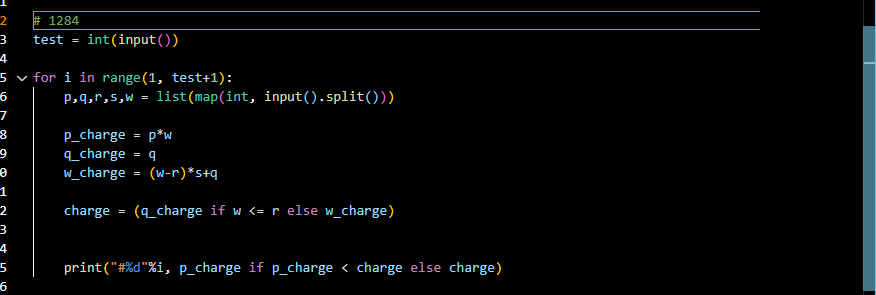 2 # 1284
3 test = int(input())
4
5 for i in range(1, test+1):
6 p,q,r,s,w = list(map(int, input().split()))
7
8 p_charge = p*w
9 q_charge = q
0 w_charge = (w-r)*s+q
1
2 charge = (q_charge if w <= r else w_charge)
3
4
5 print("#%d"%i, p_charge if p_charge < charge else charge)
6